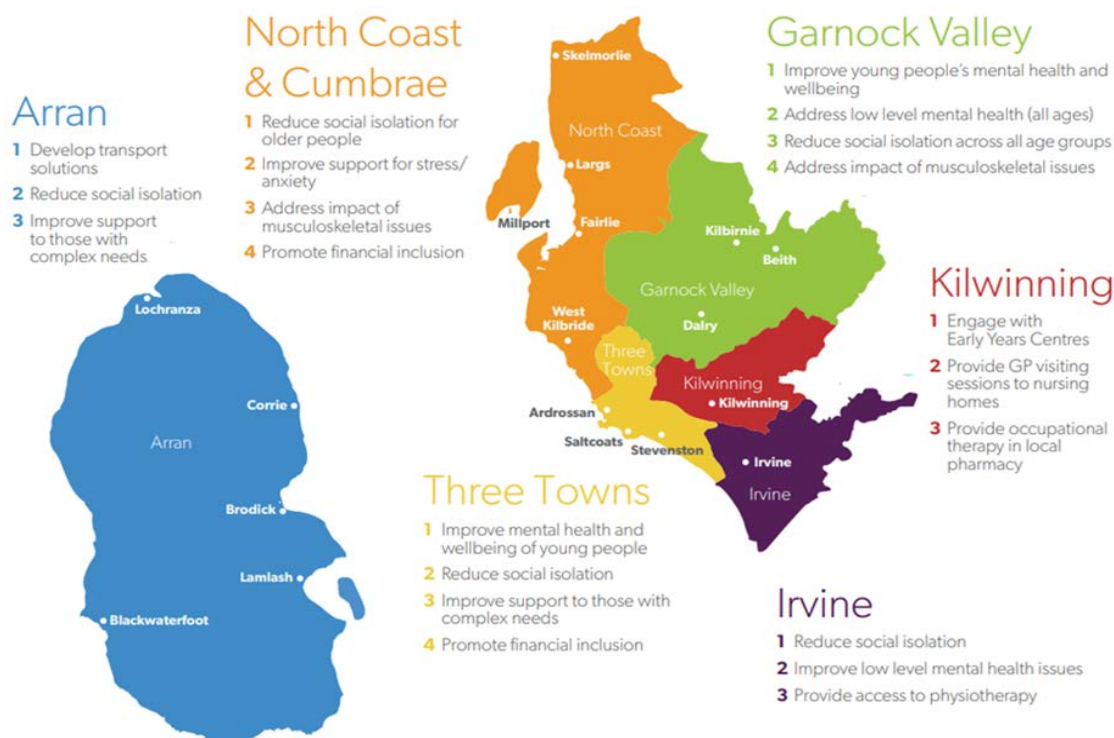 Arran
1 Develop transport
solutions
2 Reduce social isolation
3 Improve support
to those with
complex needs
North Coast
& Cumbrae
1 Reduce social isolation for
older people
2 Improve support for stress/
anxiety
3 Address impact of
musculoskeletal issues
4 Promote financial inclusion
Garnock Valley
1 Improve young people's mental health and
wellbeing
2 Address low level mental health (all ages)
3 Reduce social isolation across all age groups
4 Address impact of musculoskeletal issues
Skelmorlie
North Coast
Largs
Millport
Fairlie
Kilbirnie
Beith
Garnock Valley
Dalry
West
Kilbride
Three
Towns
Kilwinning
Kilwinning
Ardrossan
Saltcoats
Stevenston
Irvine
Irvine
Kilwinning
1 Engage with
Early Years Centres
2 Provide GP visiting
sessions to nursing
homes
3 Provide occupational
therapy in local
pharmacy
Lochranza
Corrie
Arran
Brodick
Lamlash
Blackwaterfoot
Three Towns
1 Improve mental health and
wellbeing of young people
2 Reduce social isolation
3 Improve support to those with
complex needs
4 Promote financial inclusion
Irvine
1 Reduce social isolation
2 Improve low level mental health issues
3 Provide access to physiotherapy